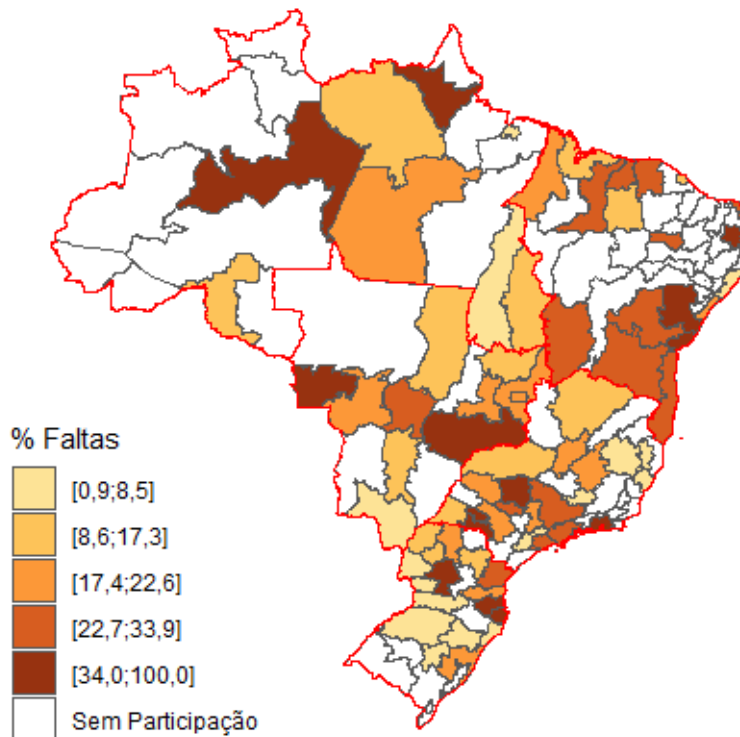 % Faltas
[0,9;8,5]
[8,6;17,3]
[17,4;22,6]
[22,7;33,9]
[34,0;100,0]
Sem Participação